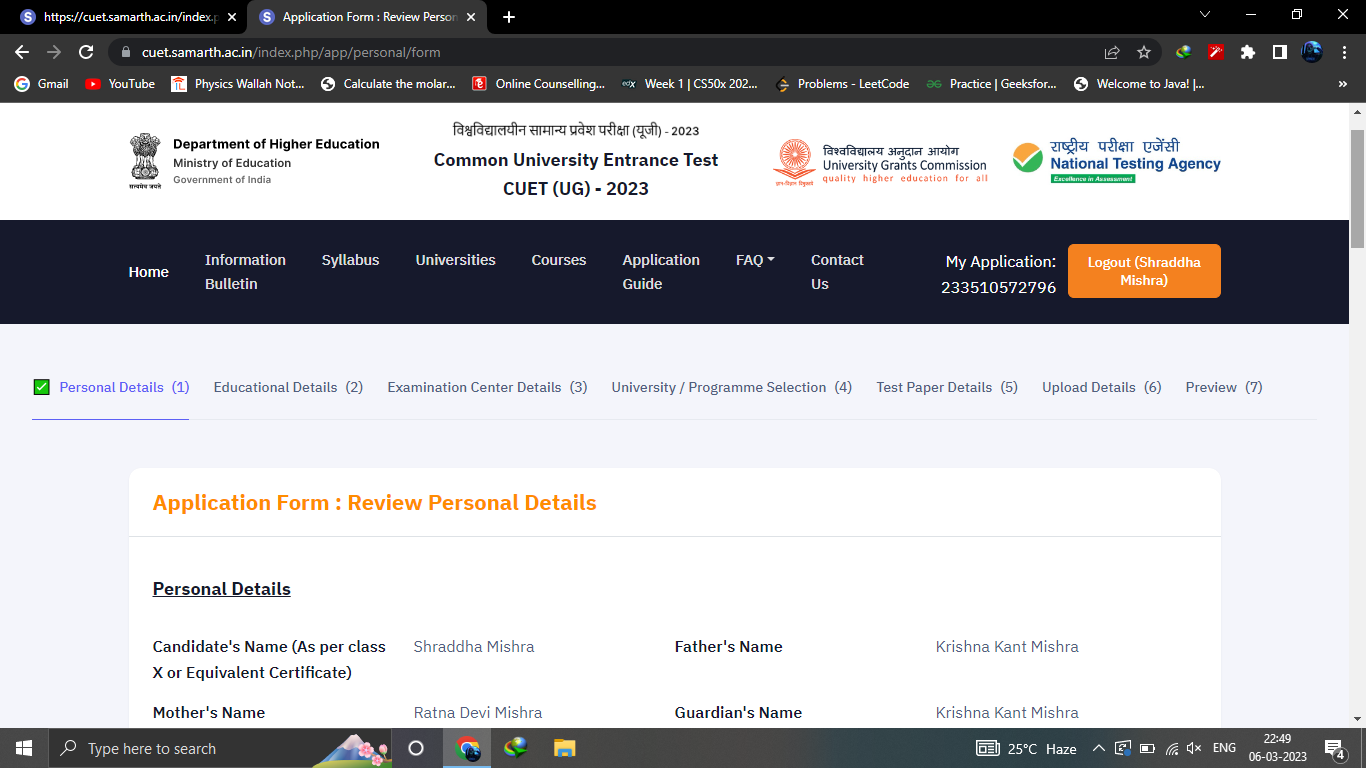 https://cuet.samarth.ac.in/index.p
Application Form : Review Person
cuet.samarth.ac.in/index.php/app/personal/form
Gmail
YouTube
Physics Wallah Not...
Calculate the molar...
Online Counselling...
edX
Week 1 | CS50x 202...
Problems - LeetCode
Practice | Geeksfor...
Welcome to Java! |...
»
सत्यमेव जयते
Department of Higher Education
Ministry of Education
Government of India
विश्वविद्यालयीन सामान्य प्रवेश परीक्षा (यूजी) - 2023
Common University Entrance Test
CUET (UG) - 2023
विश्वविद्यालय अनुदान आयोग
University Grants Commission
quality higher education for all
राष्ट्रीय परीक्षा एजेंसी
National Testing Agency
Excellence in Assessment
Home
Information Bulletin
Syllabus
Universities
Courses
Application Guide
FAQ
Contact Us
My Application:
233510572796
Logout (Shraddha
Mishra)
Personal Details (1)
Educational Details (2)
Examination Center Details (3)
University / Programme Selection (4)
Test Paper Details (5)
Upload Details (6)
Preview (7)
Application Form : Review Personal Details
Personal Details
Candidate's Name (As per class
X or Equivalent Certificate)
Shraddha Mishra
Father's Name
Krishna Kant Mishra
Mother's Name
Ratna Devi Mishra
Guardian's Name
Krishna Kant Mishra
Type here to search
25°C Haze
ENG
22:49
06-03-2023
4